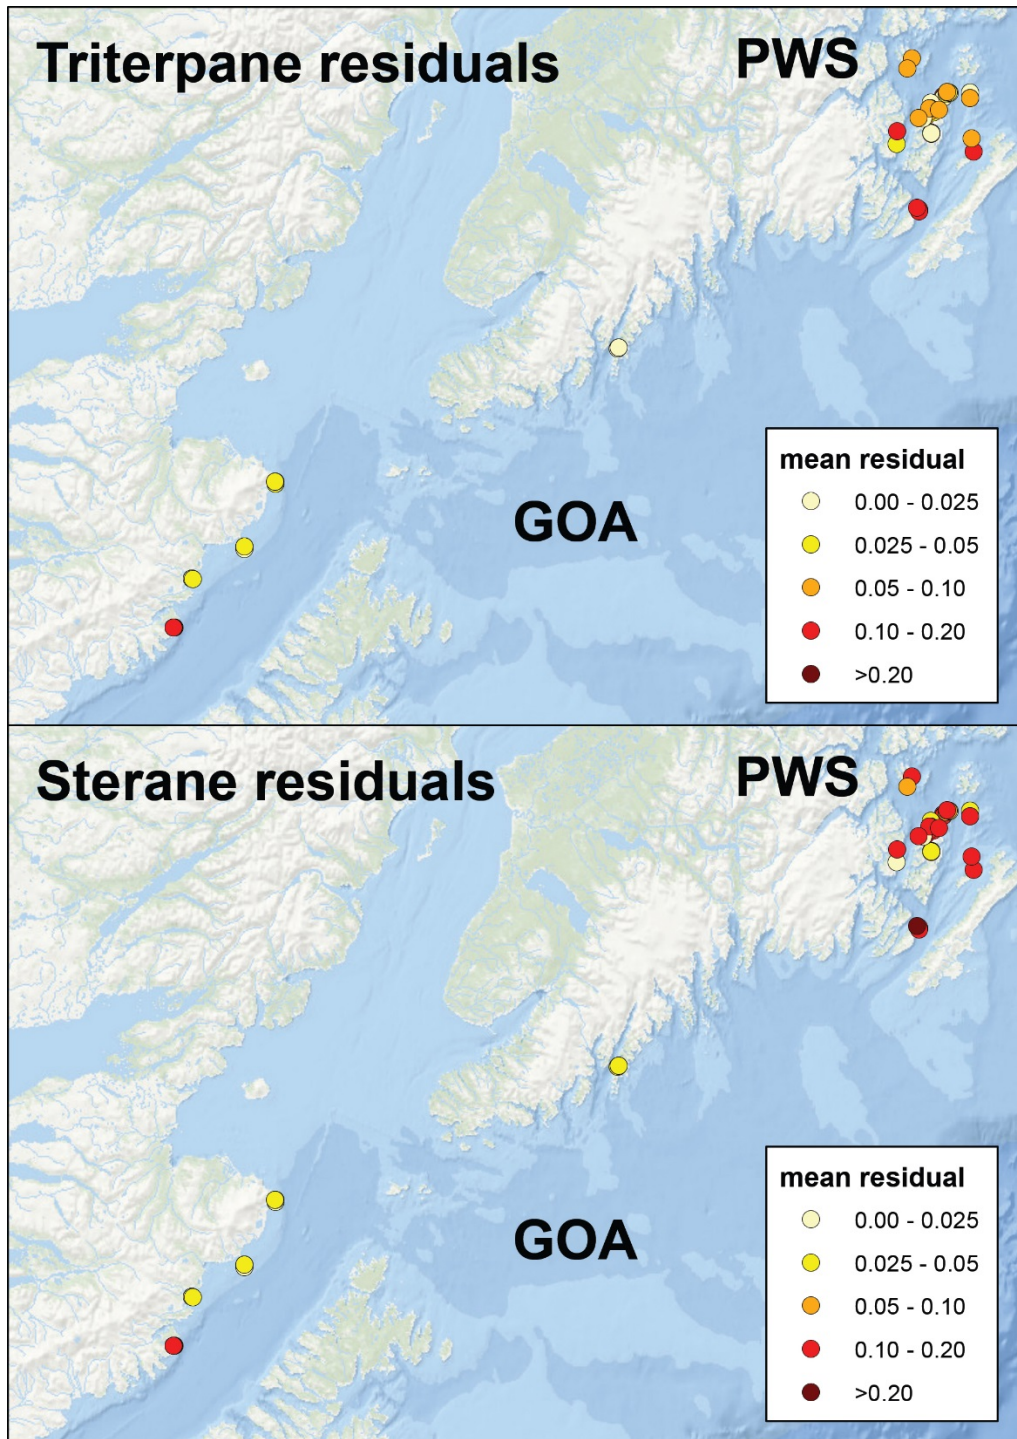 Triterpane residuals
PWS
GOA
mean residual
0.00 - 0.025
0.025 - 0.05
0.05 - 0.10
0.10 - 0.20
>0.20
Sterane residuals
PWS
GOA
mean residual
0.00 - 0.025
0.025 - 0.05
0.05 - 0.10
0.10 - 0.20
>0.20